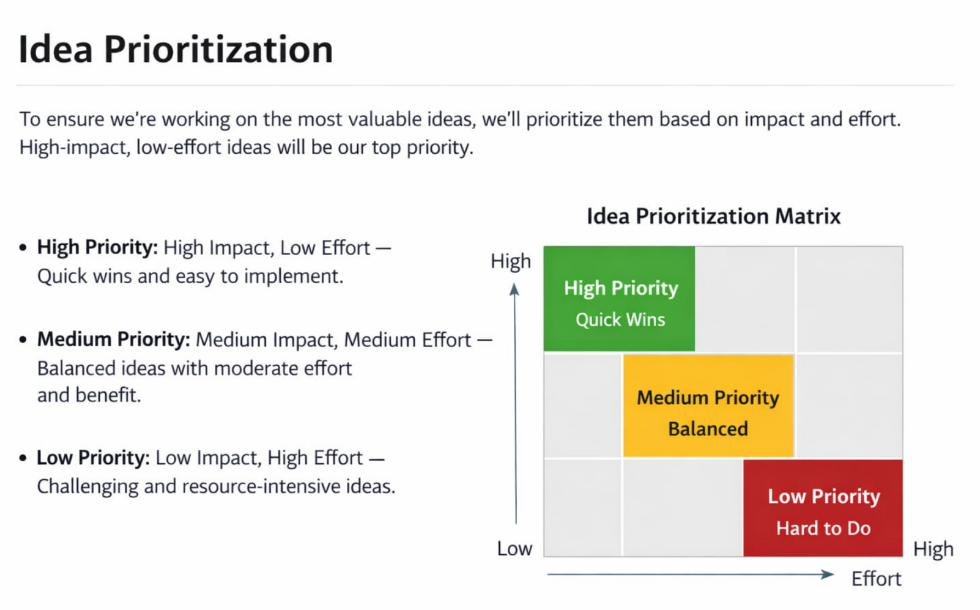 Idea Prioritization
To ensure we're working on the most valuable ideas, we'll prioritize them based on impact and effort.
High-impact, low-effort ideas will be our top priority.
• High Priority: High Impact, Low Effort —
Quick wins and easy to implement.
• Medium Priority: Medium Impact, Medium Effort —
Balanced ideas with moderate effort
and benefit.
• Low Priority: Low Impact, High Effort —
Challenging and resource-intensive ideas.
Idea Prioritization Matrix
High
High Priority
Quick Wins
Medium Priority
Balanced
Low Priority
Hard to Do
Low
High
Effort